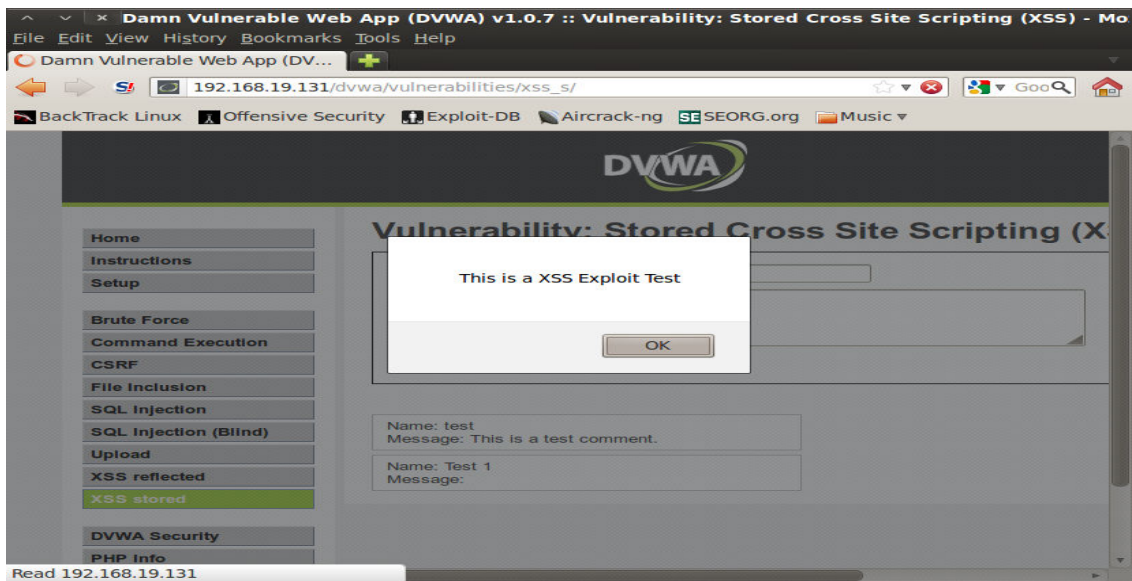 Damn Vulnerable Web App (DVWA) v1.0.7 :: Vulnerability: Stored Cross Site Scripting (XSS) - Mo
File Edit View History Bookmarks Tools Help
Damn Vulnerable Web App (DV...
192.168.19.131/dvwa/vulnerabilities/xss_s/
Goo
BackTrack Linux Offensive Security Exploit-DB Aircrack-ng SE SEORG.org Music
DVWA
Home
Instructions
Setup
Brute Force
Command Execution
CSRF
File Inclusion
SQL Injection
SQL Injection (Blind)
Upload
XSS reflected
XSS stored
DVWA Security
PHP Info
Vulnerability: Stored Cross Site Scripting (X
This is a XSS Exploit Test
OK
Name: test
Message: This is a test comment.
Name: Test 1
Message:
Read 192.168.19.131